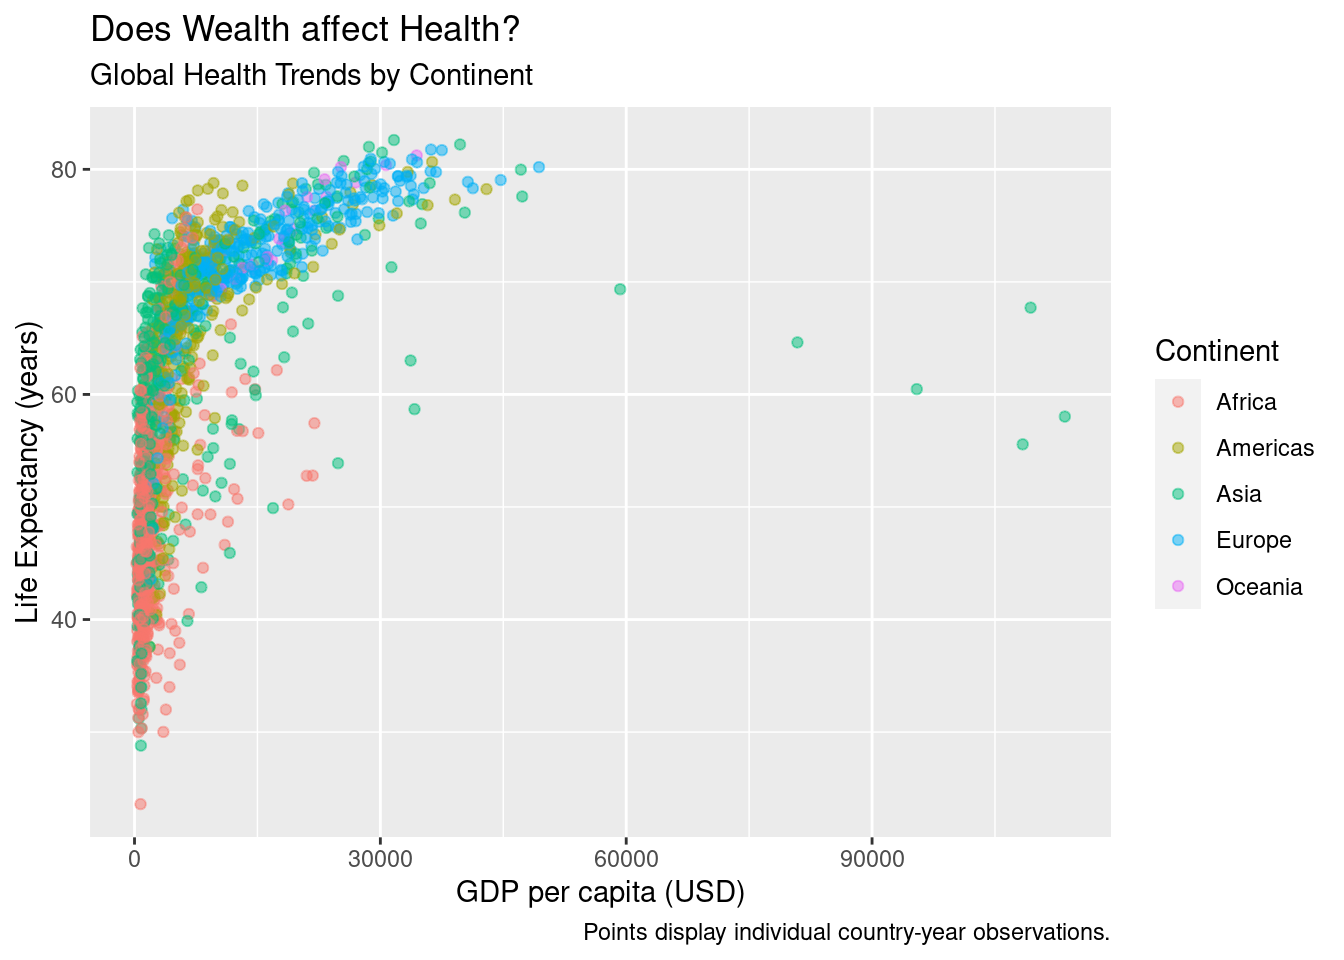 Does Wealth affect Health?
Global Health Trends by Continent
Life Expectancy (years)
80
60
40
0
30000
60000
90000
GDP per capita (USD)
Points display individual country-year observations.
Continent
Africa
Americas
Asia
Europe
Oceania